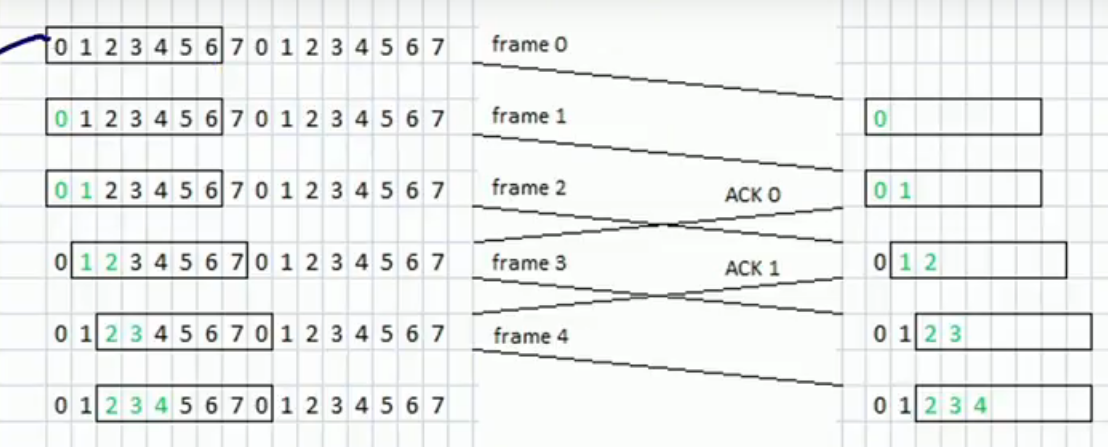 0 1 2 3 4 5 6 7 0 1 2 3 4 5 6 7 frame 0
0 1 2 3 4 5 6 7 0 1 2 3 4 5 6 7 frame 1 0
0 1 2 3 4 5 6 7 0 1 2 3 4 5 6 7 frame 2 ACK 0 0 1
0 1 2 3 4 5 6 7 0 1 2 3 4 5 6 7 frame 3 ACK 1 0 1 2
0 1 2 3 4 5 6 7 0 1 2 3 4 5 6 7 frame 4 0 1 2 3
0 1 2 3 4 5 6 7 0 1 2 3 4 5 6 7 0 1 2 3 4